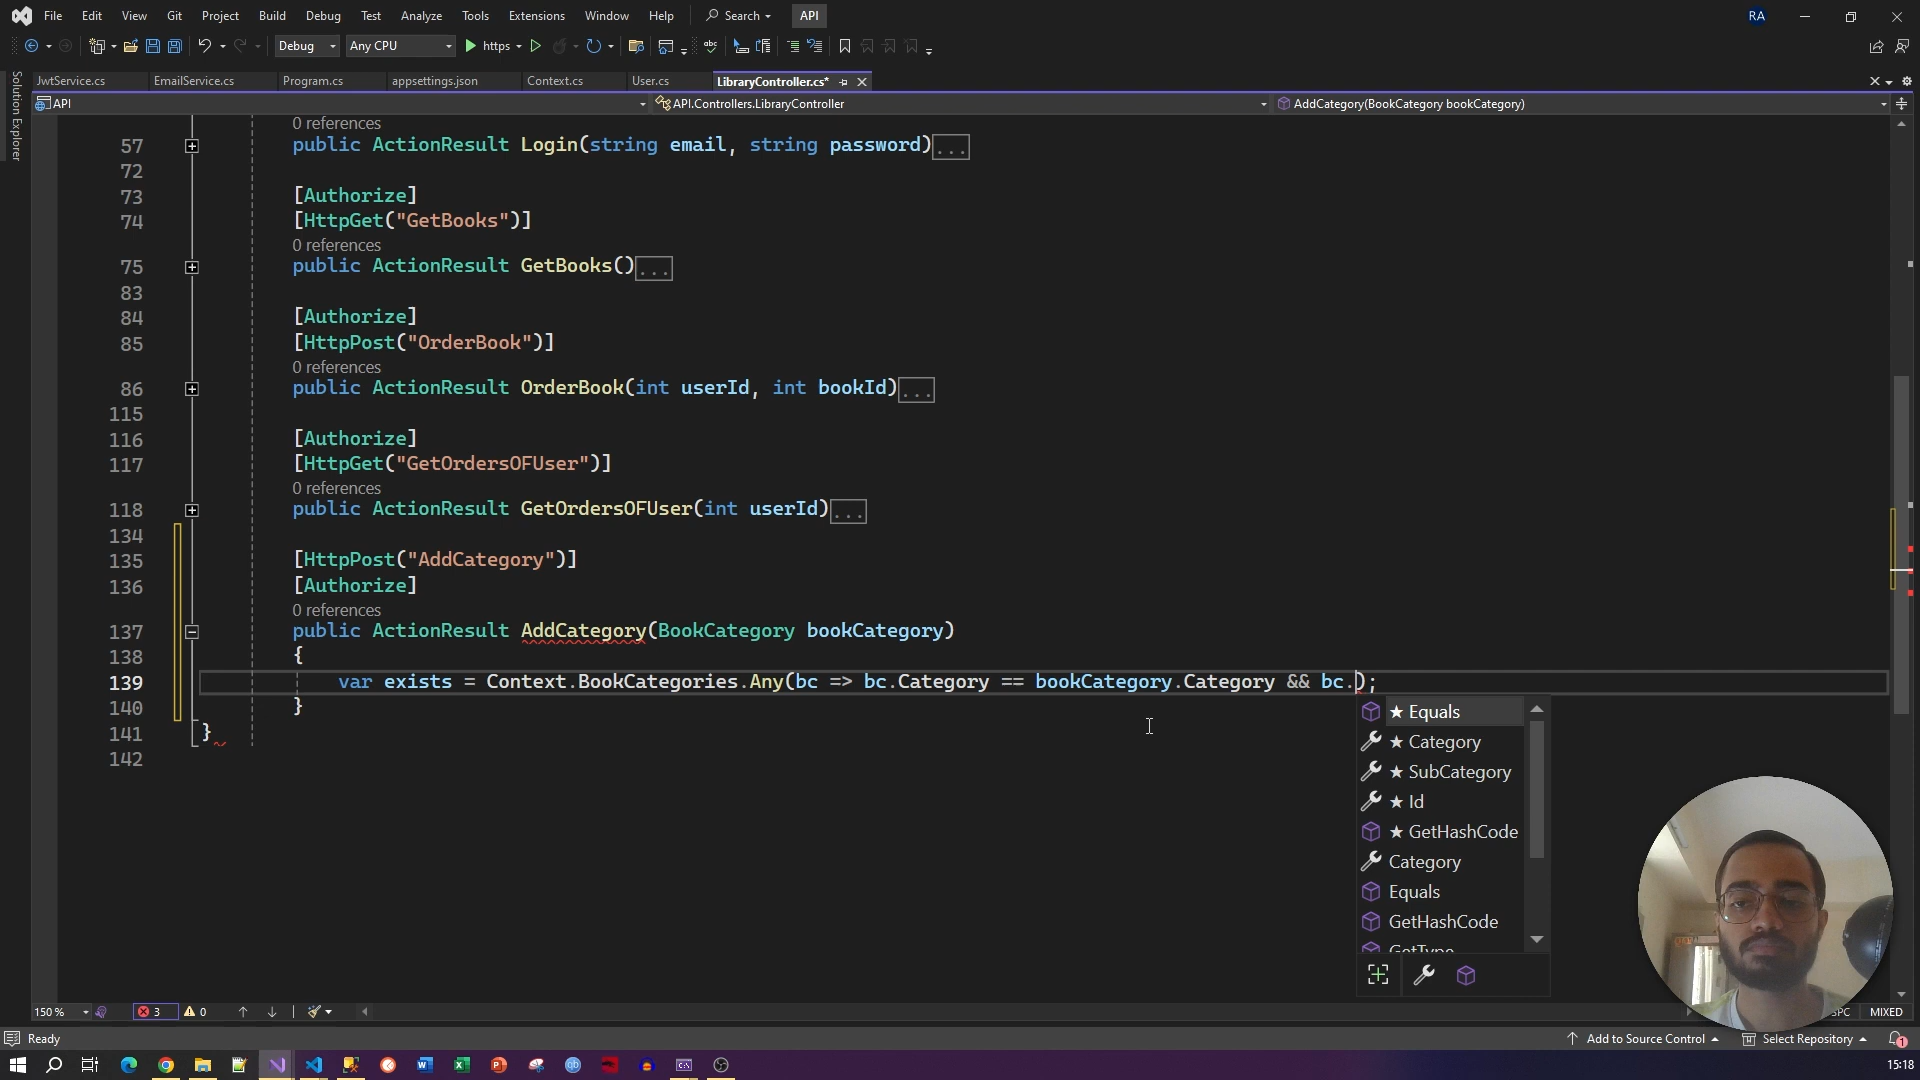 File Edit View Git Project Build Debug Test Analyze Tools Extensions Window Help Search API RA
Debug Any CPU https
JwtService.cs EmailService.cs Program.cs appsettings.json Context.cs User.cs LibraryController.cs*
API API.Controllers.LibraryController AddCategory(BookCategory bookCategory)
Solution Explorer
0 references
57 public ActionResult Login(string email, string password)...
72
73 [Authorize]
74 [HttpGet("GetBooks")]
0 references
75 public ActionResult GetBooks()...
83
84 [Authorize]
85 [HttpPost("OrderBook")]
0 references
86 public ActionResult OrderBook(int userId, int bookId)...
115
116 [Authorize]
117 [HttpGet("GetOrdersOFUser")]
0 references
118 public ActionResult GetOrdersOFUser(int userId)...
134
135 [HttpPost("AddCategory")]
136 [Authorize]
0 references
137 public ActionResult AddCategory(BookCategory bookCategory)
138 {
139 var exists = Context.BookCategories.Any(bc => bc.Category == bookCategory.Category && bc.);
140 }
141 }
142
★ Equals
★ Category
★ SubCategory
★ Id
★ GetHashCode
Category
Equals
GetHashCode
GetType
150 % 3 0 SPC MIXED
Ready Add to Source Control Select Repository 1
15:18